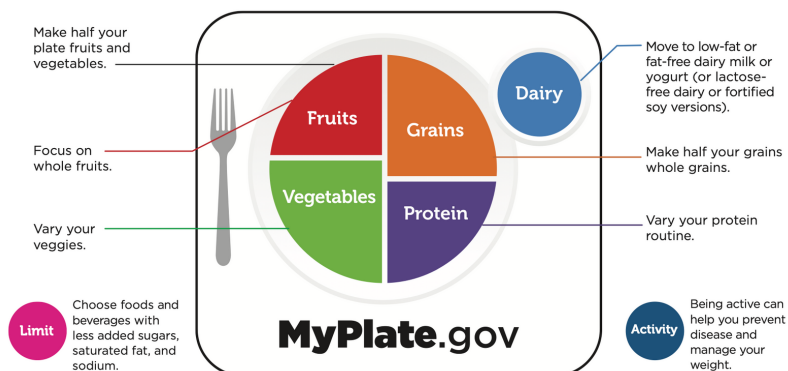 Make half your
plate fruits and
vegetables.
Focus on
whole fruits.
Vary your
veggies.
Fruits
Grains
Vegetables
Protein
Dairy
Move to low-fat or
fat-free dairy milk or
yogurt (or lactose-
free dairy or fortified
soy versions).
Make half your grains
whole grains.
Vary your protein
routine.
Limit
Choose foods and
beverages with
less added sugars,
saturated fat, and
sodium.
MyPlate.gov
Activity
Being active can
help you prevent
disease and
manage your
weight.